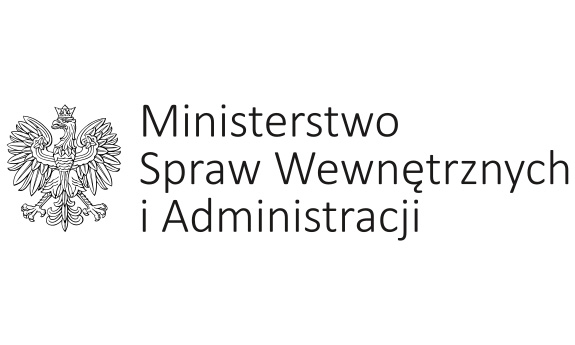 Ministerstwo
Spraw Wewnętrznych
i Administracji